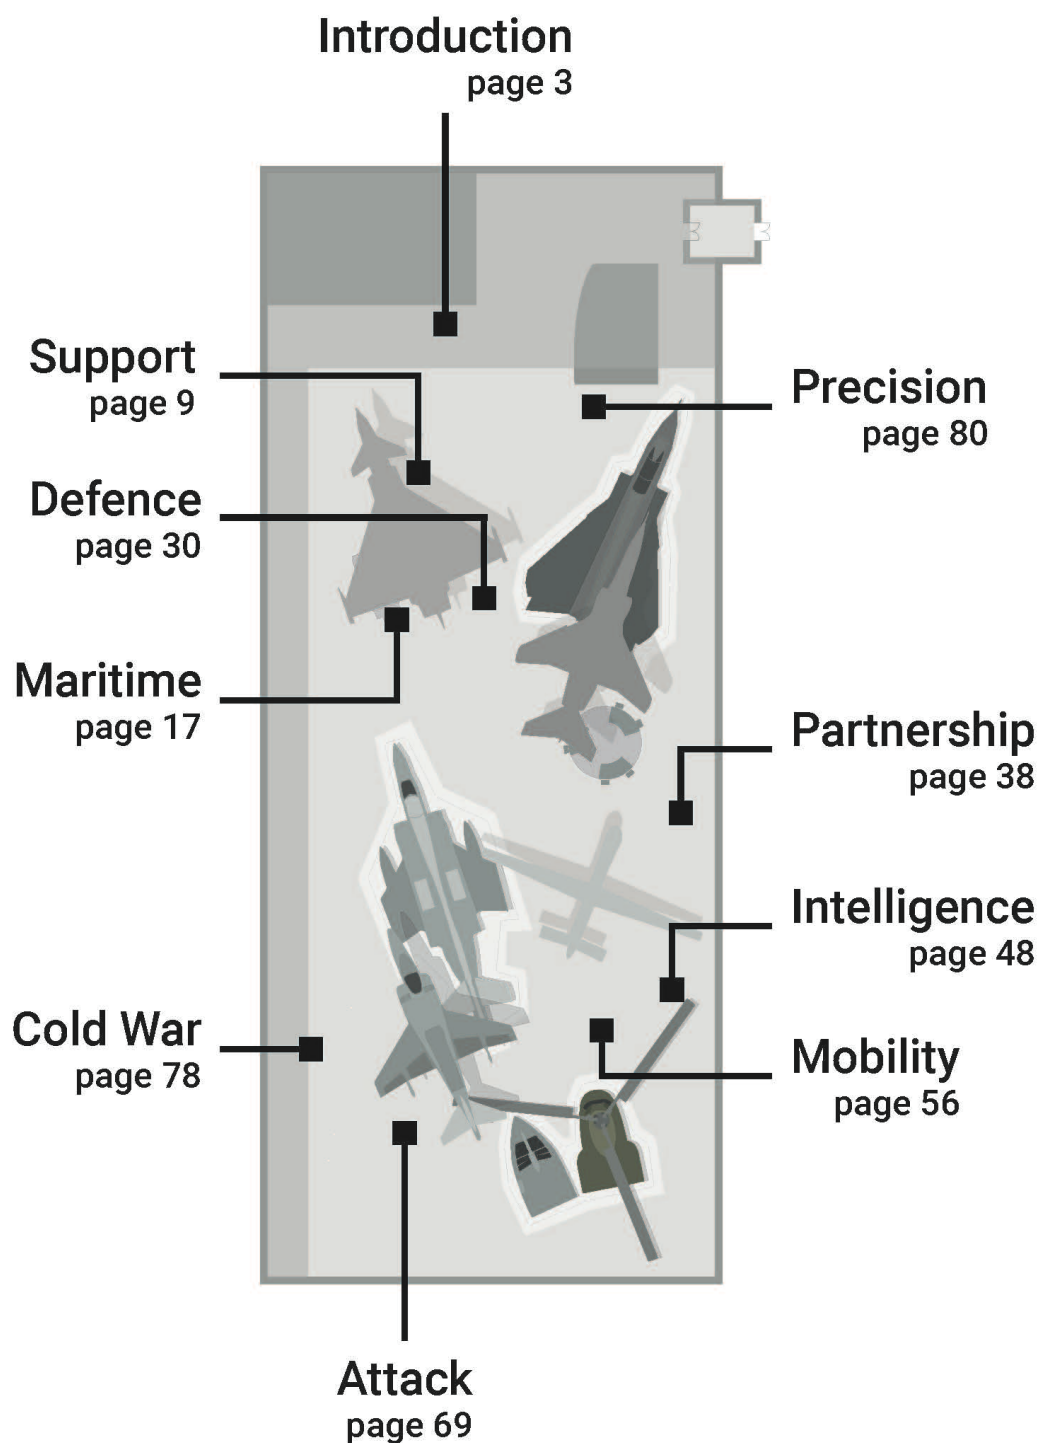 Introduction
page 3
Support
page 9
Precision
page 80
Defence
page 30
Maritime
page 17
Partnership
page 38
Intelligence
page 48
Cold War
page 78
Mobility
page 56
Attack
page 69